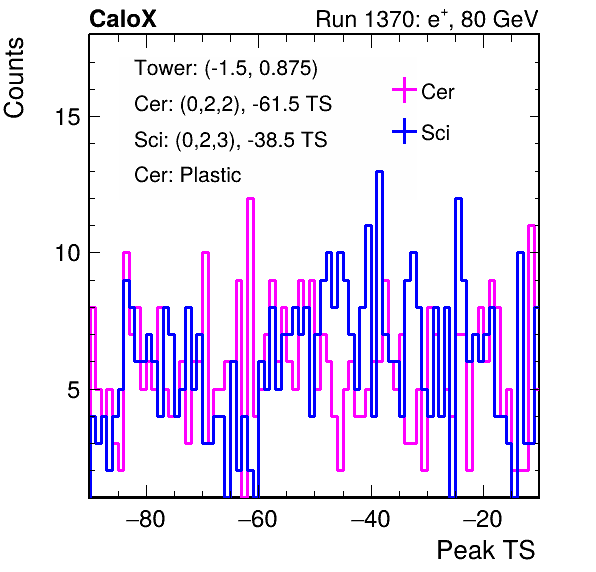 CaloX Run 1370: e⁺, 80 GeV
Counts
Tower: (-1.5, 0.875)
Cer: (0,2,2), -61.5 TS
Sci: (0,2,3), -38.5 TS
Cer: Plastic
Cer
Sci
15
10
5
−80 −60 −40 −20
Peak TS